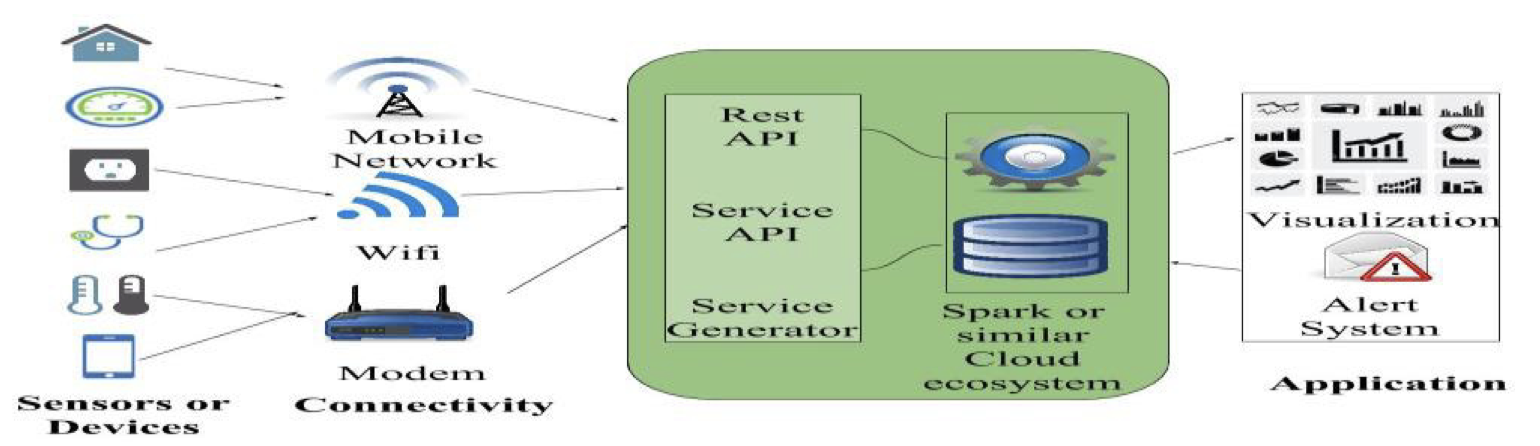 Mobile
Network
Wifi
Modem
Sensors or
Devices
Connectivity
Rest
API
Service
API
Service
Generator
Spark or
similar
Cloud
ecosystem
Visualization
Alert
System
Application